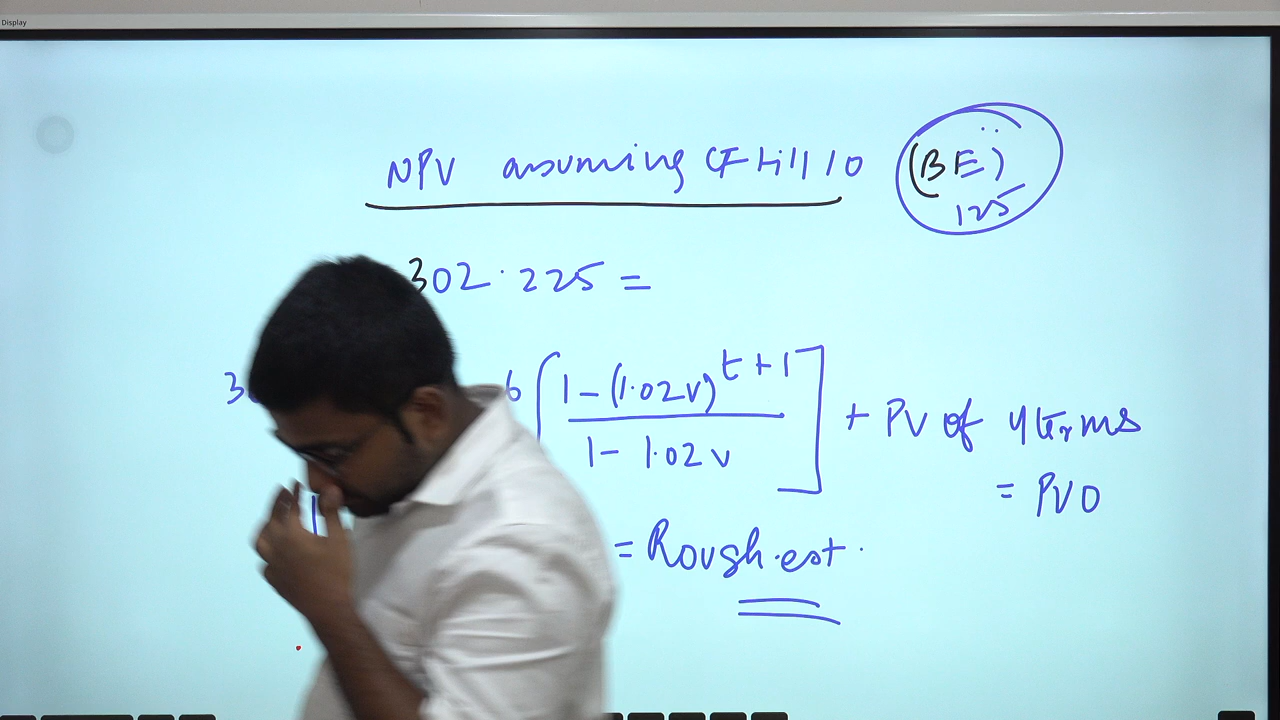 Display
NPV assuming CF till 10 (BE)
125
302.225 =
6 [ 1-(1.02v)^{t+1} / 1-1.02v ] + PV of 4 terms
= PVO
= Rough est.